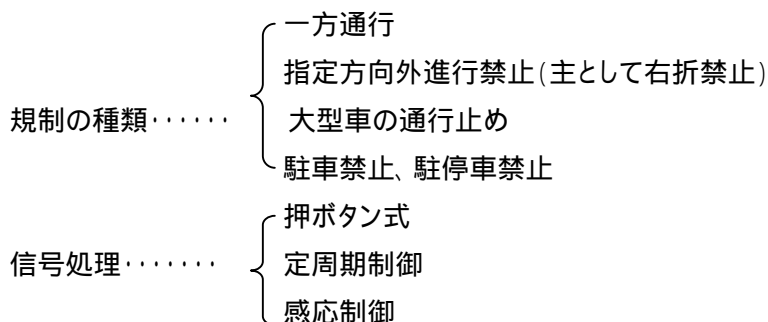 一方通行
指定方向外進行禁止(主として右折禁止)
規制の種類・・・・・・ 大型車の通行止め
駐車禁止、駐停車禁止
押ボタン式
信号処理・・・・・・・ 定周期制御
感応制御